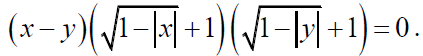 (x − y)(√(1−|x|) + 1)(√(1−|y|) + 1) = 0 .